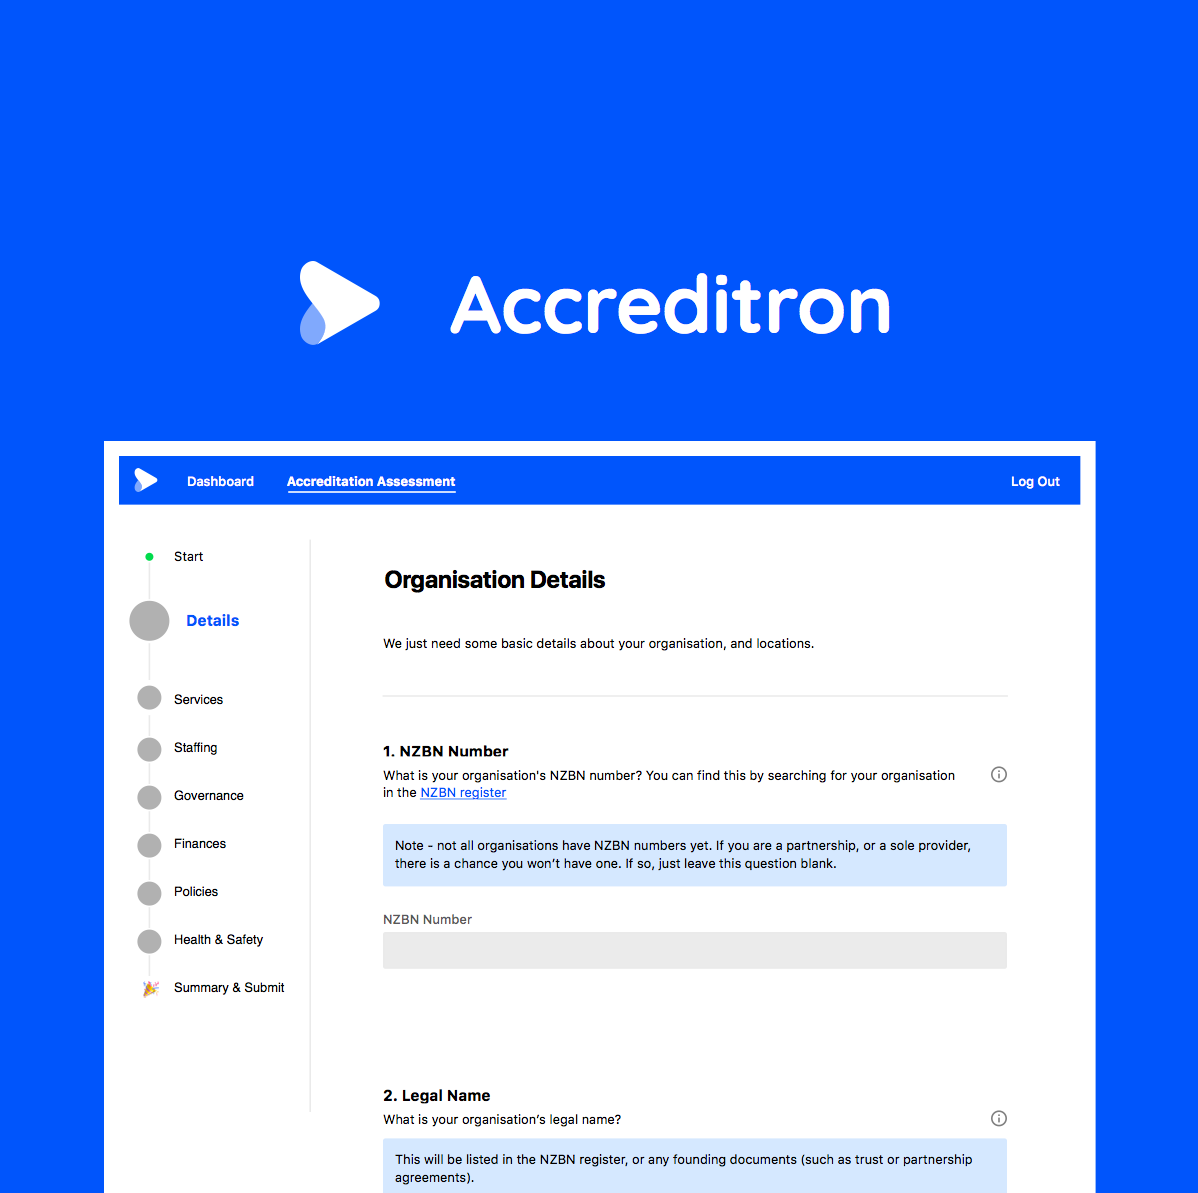 Accreditron
Dashboard
Accreditation Assessment
Log Out
Start
Details
Services
Staffing
Governance
Finances
Policies
Health & Safety
Summary & Submit
Organisation Details
We just need some basic details about your organisation, and locations.
1. NZBN Number
What is your organisation's NZBN number? You can find this by searching for your organisation
in the NZBN register
Note - not all organisations have NZBN numbers yet. If you are a partnership, or a sole provider,
there is a chance you won’t have one. If so, just leave this question blank.
NZBN Number
2. Legal Name
What is your organisation’s legal name?
This will be listed in the NZBN register, or any founding documents (such as trust or partnership
agreements).